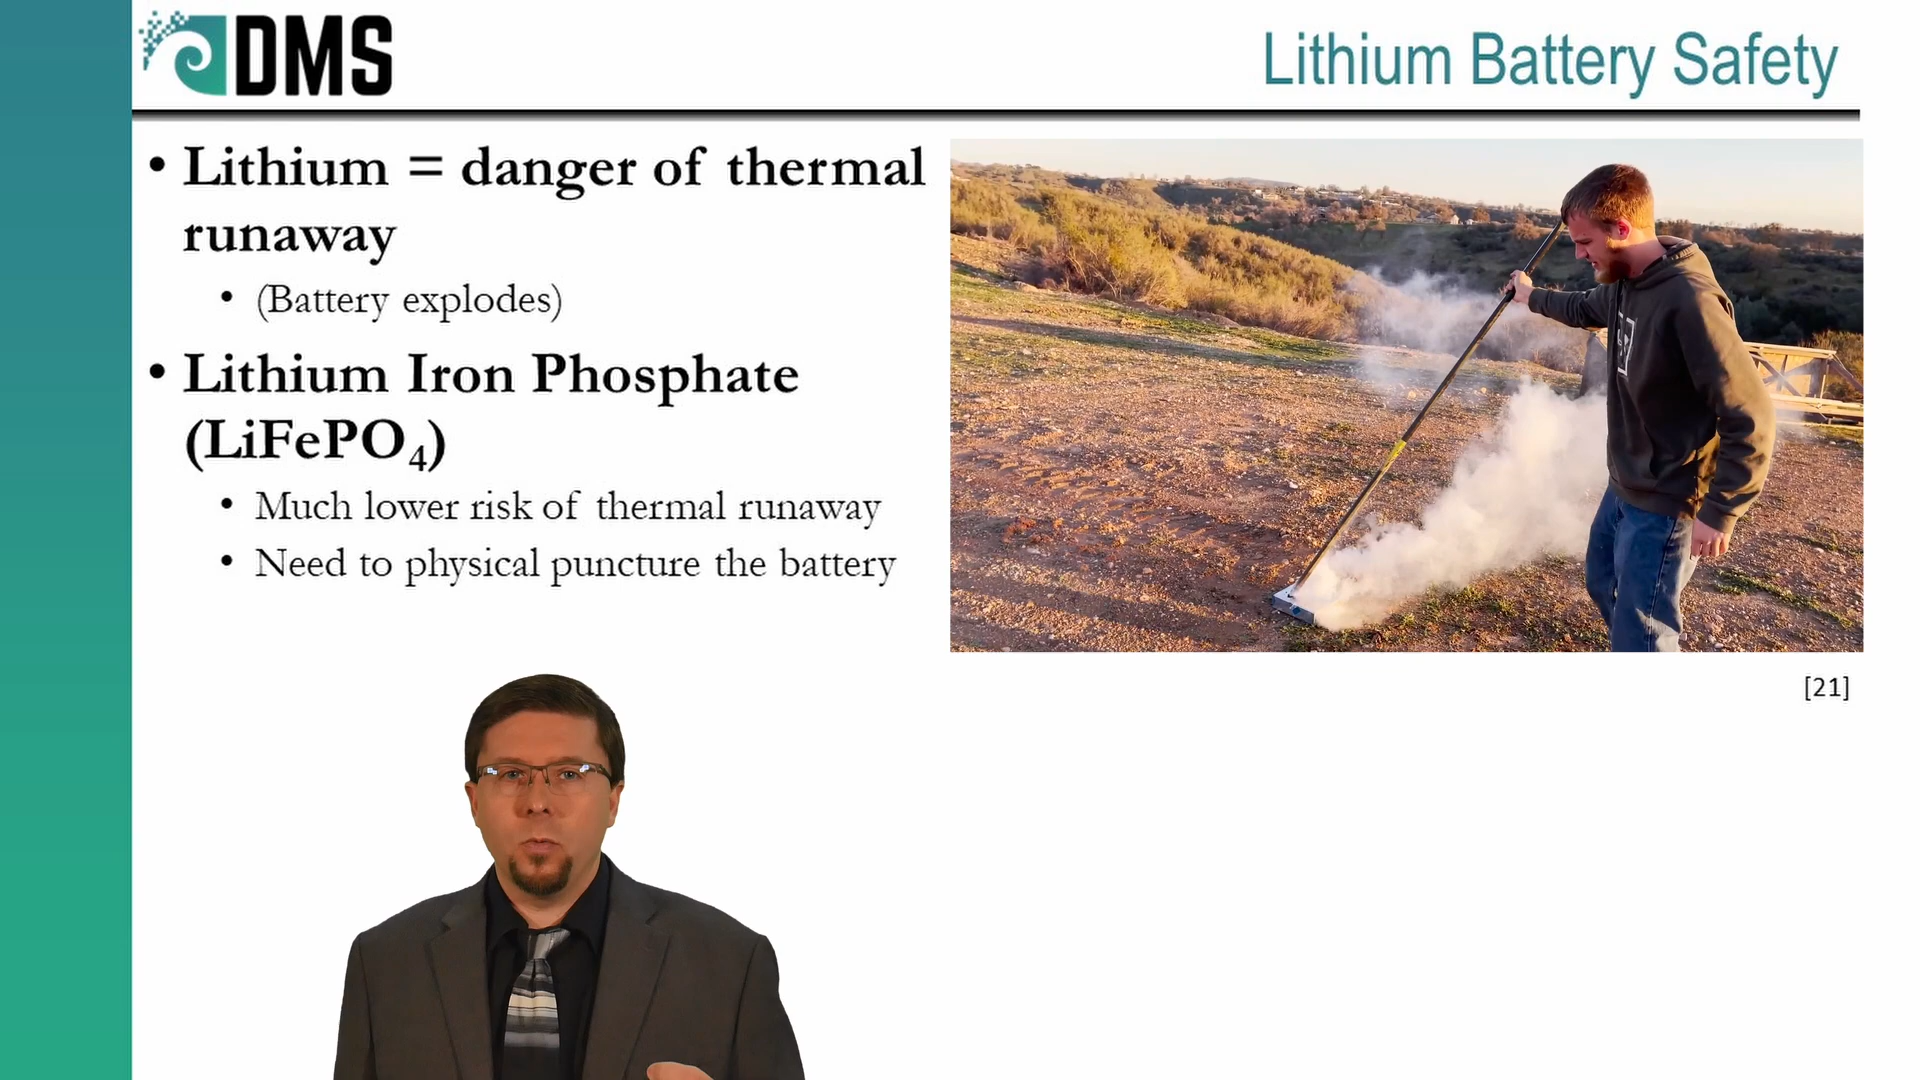 DMS
Lithium Battery Safety
• Lithium = danger of thermal
runaway
• (Battery explodes)
• Lithium Iron Phosphate
(LiFePO₄)
• Much lower risk of thermal runaway
• Need to physical puncture the battery
[21]